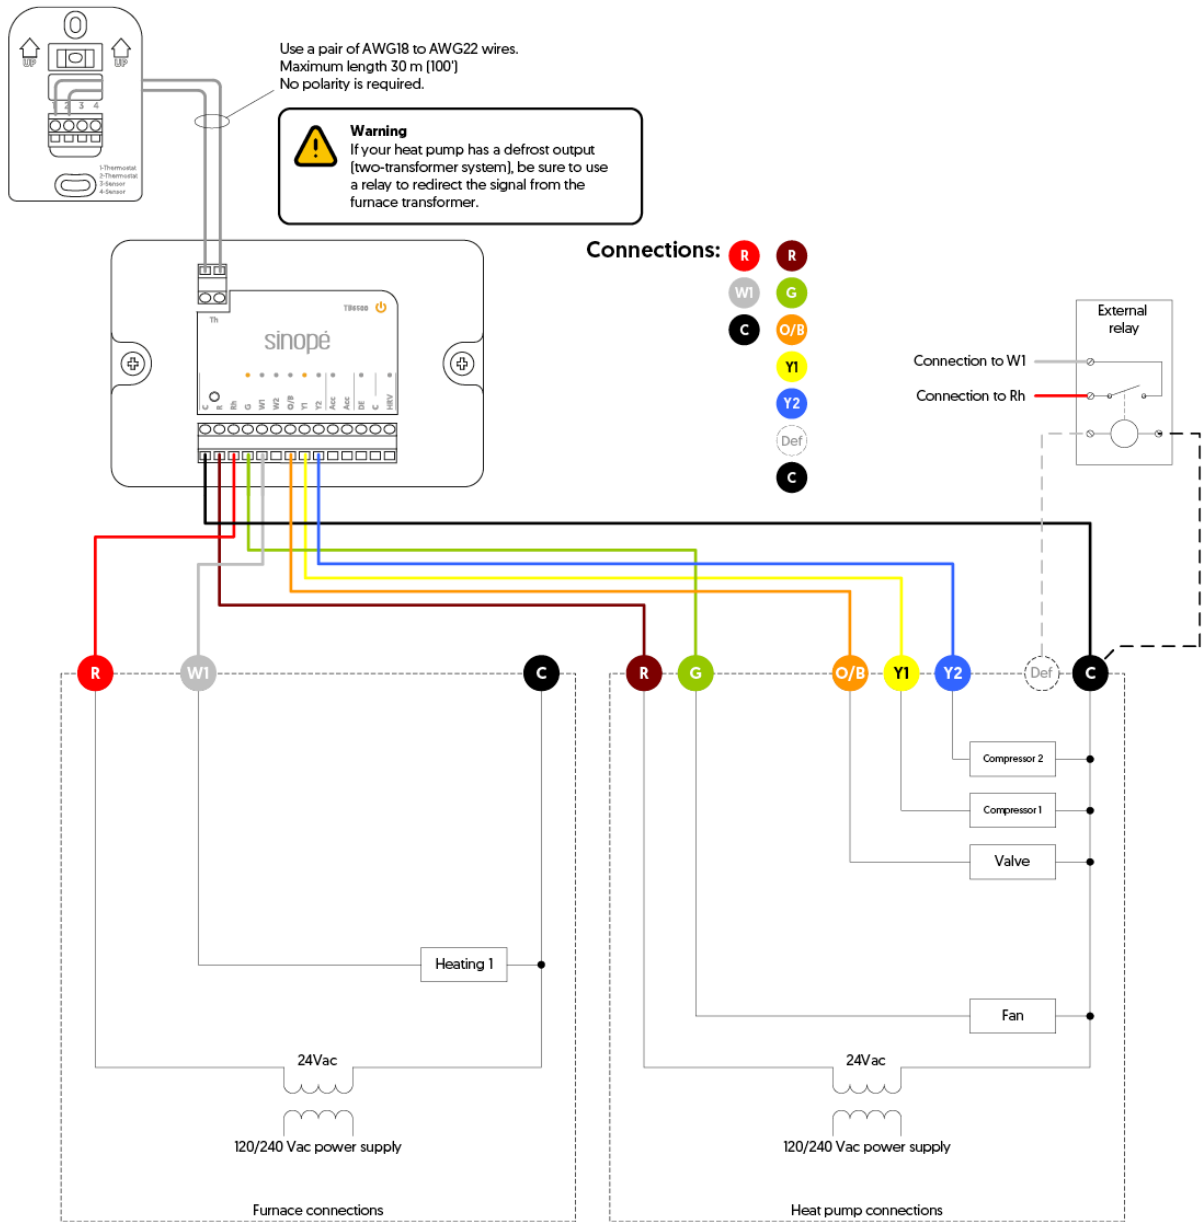 UP
UP
1 2 3 4
1-Thermostat
2-Thermostat
3-Sensor
4-Sensor
Use a pair of AWG18 to AWG22 wires.
Maximum length 30 m (100')
No polarity is required.
Warning
If your heat pump has a defrost output
(two-transformer system), be sure to use
a relay to redirect the signal from the
furnace transformer.
Connections:
R R
W1 G
C O/B
Y1
Y2
Def
C
External
relay
Connection to W1
Connection to Rh
Th
sinopé
C R Rh G W1 W2 O/B Y1 Y2 Acc Acc DE C HRV
R W1 C R G O/B Y1 Y2 Def C
Compressor 2
Compressor 1
Valve
Heating 1
Fan
24Vac
24Vac
120/240 Vac power supply
120/240 Vac power supply
Furnace connections
Heat pump connections